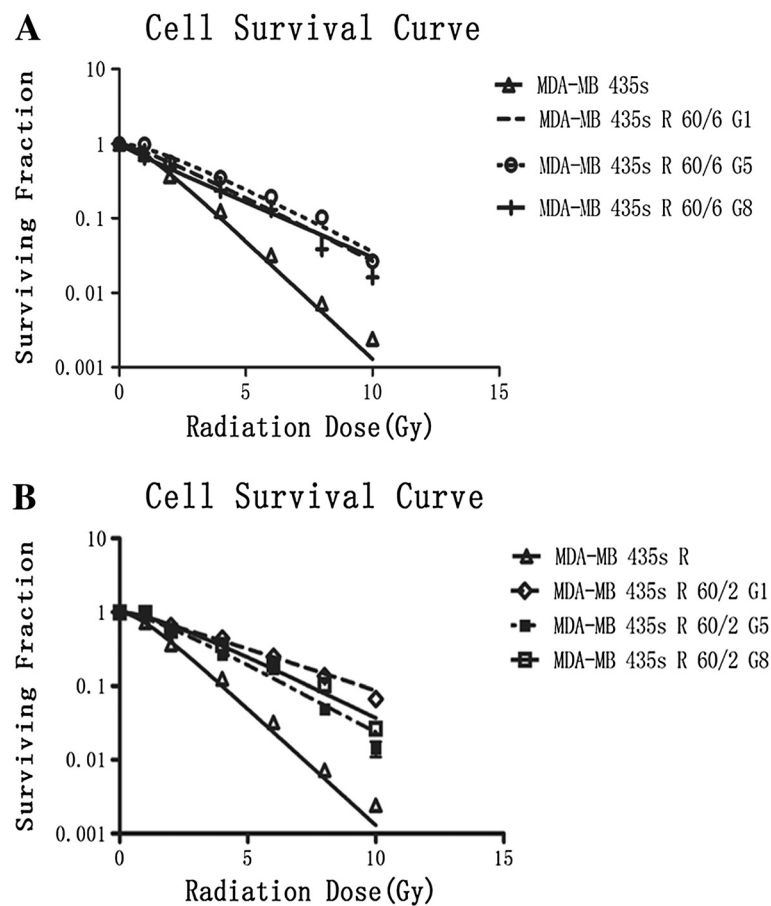 A
Cell Survival Curve
Surviving Fraction
10
1
0.1
0.01
0.001
0
5
10
15
Radiation Dose(Gy)
MDA-MB 435s
MDA-MB 435s R 60/6 G1
MDA-MB 435s R 60/6 G5
MDA-MB 435s R 60/6 G8
B
Cell Survival Curve
Surviving Fraction
10
1
0.1
0.01
0.001
0
5
10
15
Radiation Dose(Gy)
MDA-MB 435s R
MDA-MB 435s R 60/2 G1
MDA-MB 435s R 60/2 G5
MDA-MB 435s R 60/2 G8